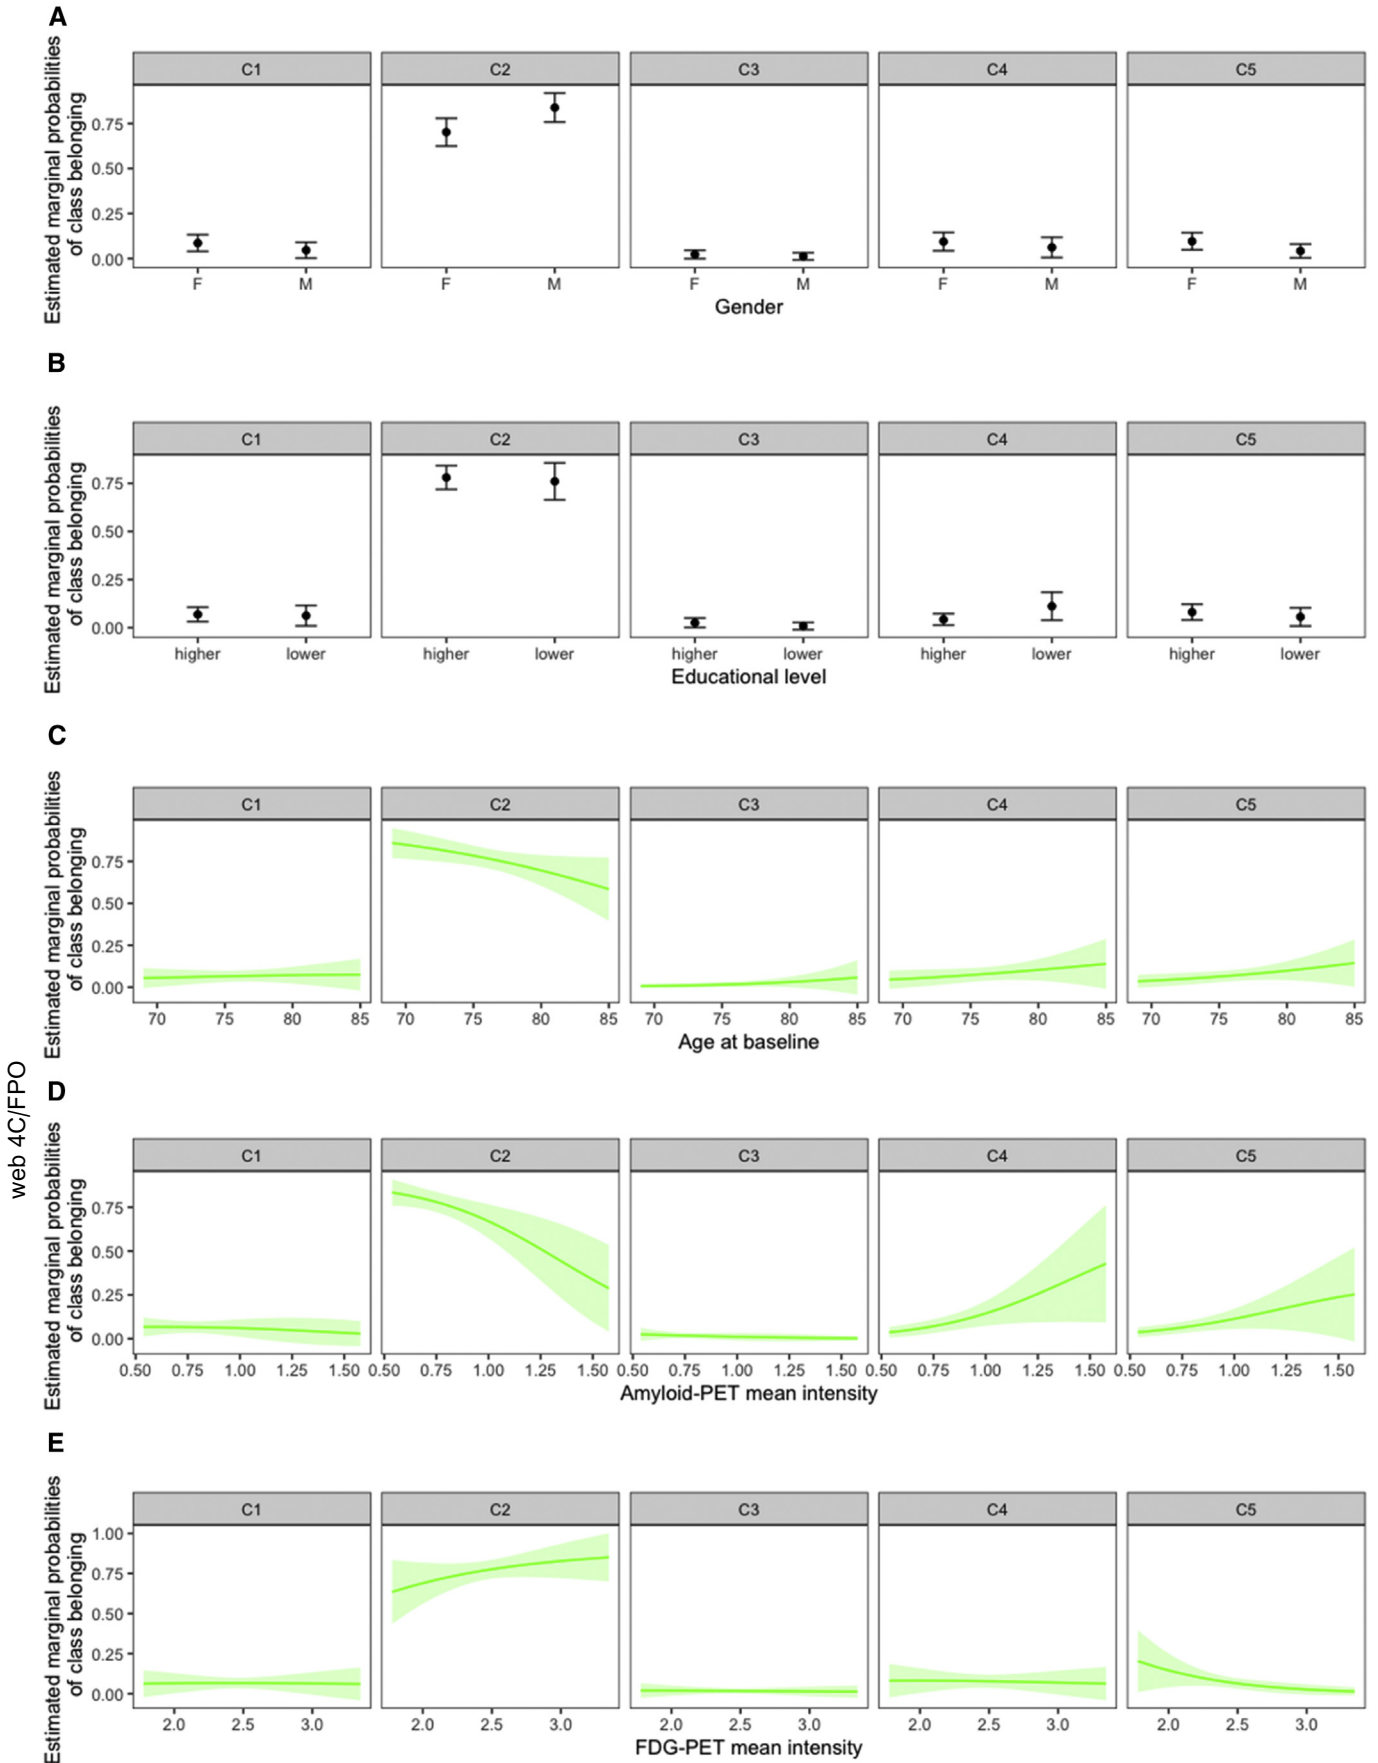 A
Estimated marginal probabilities
of class belonging
C1 C2 C3 C4 C5
0.75
0.50
0.25
0.00
F M F M F M F M F M
Gender
B
Estimated marginal probabilities
of class belonging
C1 C2 C3 C4 C5
0.75
0.50
0.25
0.00
higher lower higher lower higher lower higher lower higher lower
Educational level
C
Estimated marginal probabilities
of class belonging
C1 C2 C3 C4 C5
0.75
0.50
0.25
0.00
70 75 80 85 70 75 80 85 70 75 80 85 70 75 80 85 70 75 80 85
Age at baseline
web 4C/FPO
D
Estimated marginal probabilities
of class belonging
C1 C2 C3 C4 C5
0.75
0.50
0.25
0.00
0.50 0.75 1.00 1.25 1.50 0.50 0.75 1.00 1.25 1.50 0.50 0.75 1.00 1.25 1.50 0.50 0.75 1.00 1.25 1.50 0.50 0.75 1.00 1.25 1.50
Amyloid-PET mean intensity
E
Estimated marginal probabilities
of class belonging
C1 C2 C3 C4 C5
1.00
0.75
0.50
0.25
0.00
2.0 2.5 3.0 2.0 2.5 3.0 2.0 2.5 3.0 2.0 2.5 3.0 2.0 2.5 3.0
FDG-PET mean intensity